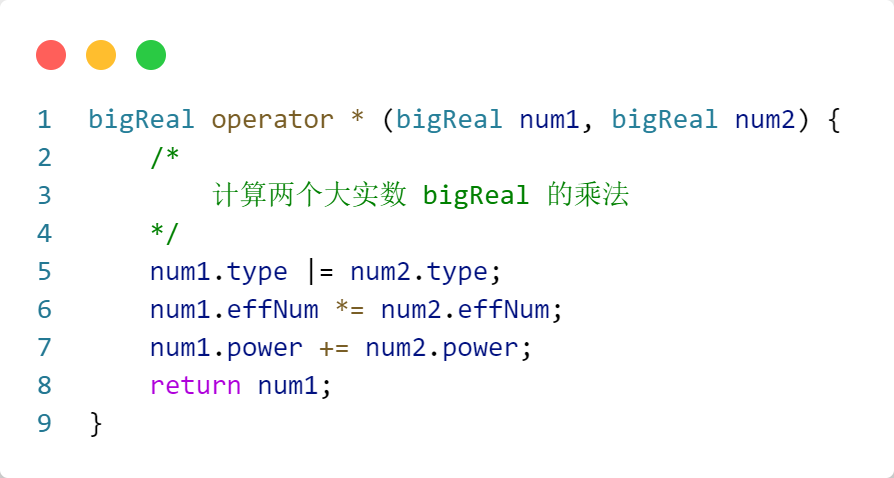 1 bigReal operator * (bigReal num1, bigReal num2) {
2     /*
3         计算两个大实数 bigReal 的乘法
4     */
5     num1.type |= num2.type;
6     num1.effNum *= num2.effNum;
7     num1.power += num2.power;
8     return num1;
9 }